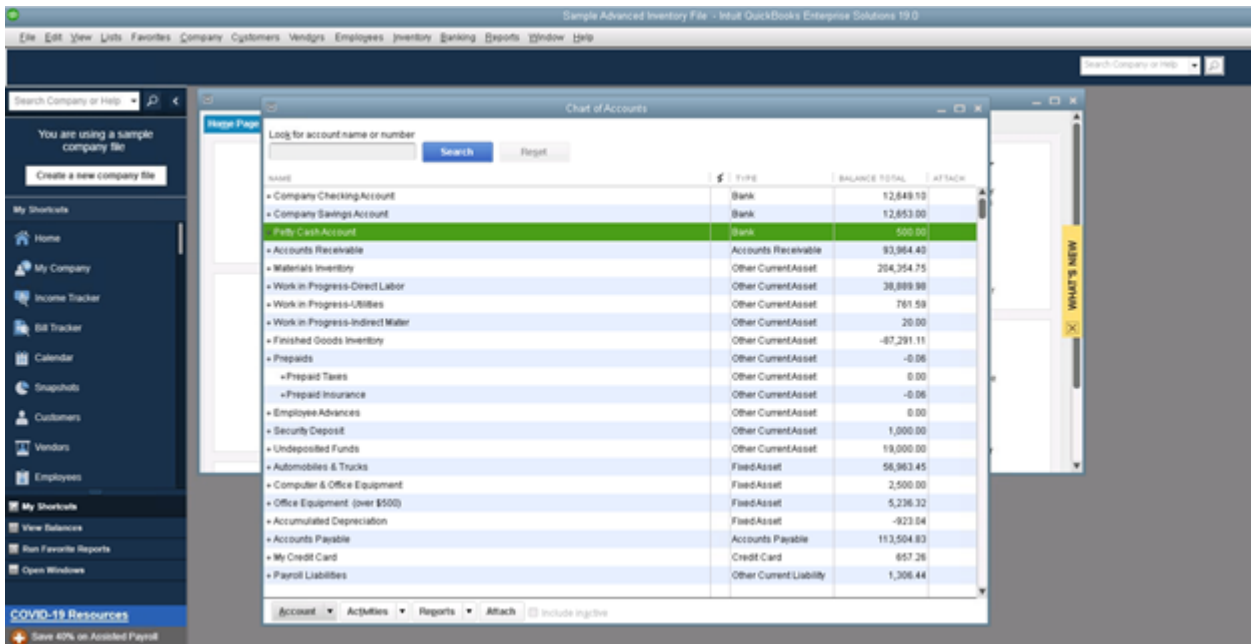 Sample Advanced Inventory File - Intuit QuickBooks Enterprise Solutions 19.0
File Edit View Lists Favorites Company Customers Vendors Employees Inventory Banking Reports Window Help
Search Company or Help
Search Company or Help
You are using a sample
company file
Create a new company file
My Shortcuts
Home
My Company
Income Tracker
Bill Tracker
Calendar
Snapshots
Customers
Vendors
Employees
My Shortcuts
View Balances
Run Favorite Reports
Open Windows
COVID-19 Resources
Save 40% on Assisted Payroll
Home Page
Chart of Accounts
Look for account name or number
Search Reset
NAME TYPE BALANCE TOTAL ATTACH
Company Checking Account Bank 12,649.10
Company Savings Account Bank 12,653.00
Petty Cash Account Bank 500.00
Accounts Receivable Accounts Receivable 93,964.40
Materials Inventory Other Current Asset 204,354.75
Work in Progress-Direct Labor Other Current Asset 38,889.98
Work in Progress-Utilities Other Current Asset 761.59
Work in Progress-Indirect Mater Other Current Asset 20.00
Finished Goods Inventory Other Current Asset -87,291.11
Prepaids Other Current Asset -0.06
Prepaid Taxes Other Current Asset 0.00
Prepaid Insurance Other Current Asset -0.06
Employee Advances Other Current Asset 0.00
Security Deposit Other Current Asset 1,000.00
Undeposited Funds Other Current Asset 19,000.00
Automobiles & Trucks Fixed Asset 56,963.45
Computer & Office Equipment Fixed Asset 2,500.00
Office Equipment (over $500) Fixed Asset 5,236.32
Accumulated Depreciation Fixed Asset -923.04
Accounts Payable Accounts Payable 113,504.83
My Credit Card Credit Card 657.26
Payroll Liabilities Other Current Liability 1,306.44
Account Activities Reports Attach Include inactive
WHAT'S NEW